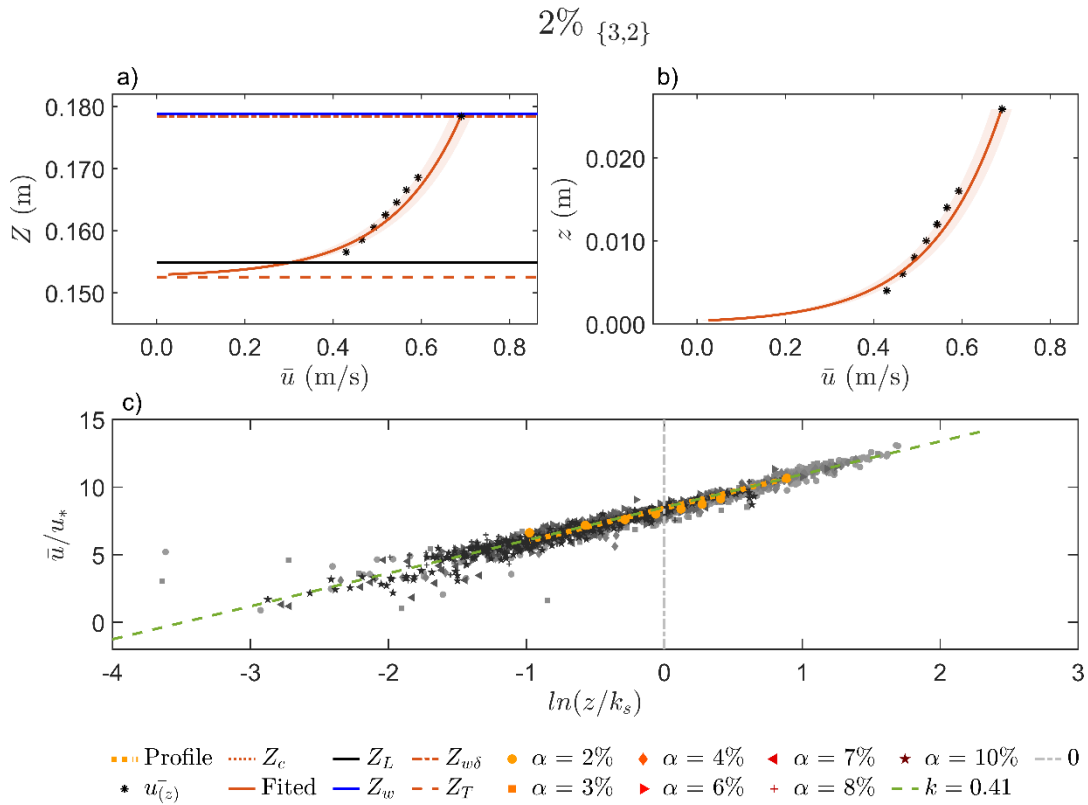 2% {3,2}
a)
b)
0.180
0.170
0.160
0.150
Z (m)
0.0 0.2 0.4 0.6 0.8
ū (m/s)
0.020
0.010
0.000
z (m)
0.0 0.2 0.4 0.6 0.8
ū (m/s)
c)
15
10
5
0
ū/u*
-4 -3 -2 -1 0 1 2 3
ln(z/ks)
Profile Zc ZL Zwδ α = 2% α = 4% α = 7% α = 10% 0
ū(z) Fited Zw ZT α = 3% α = 6% α = 8% k = 0.41